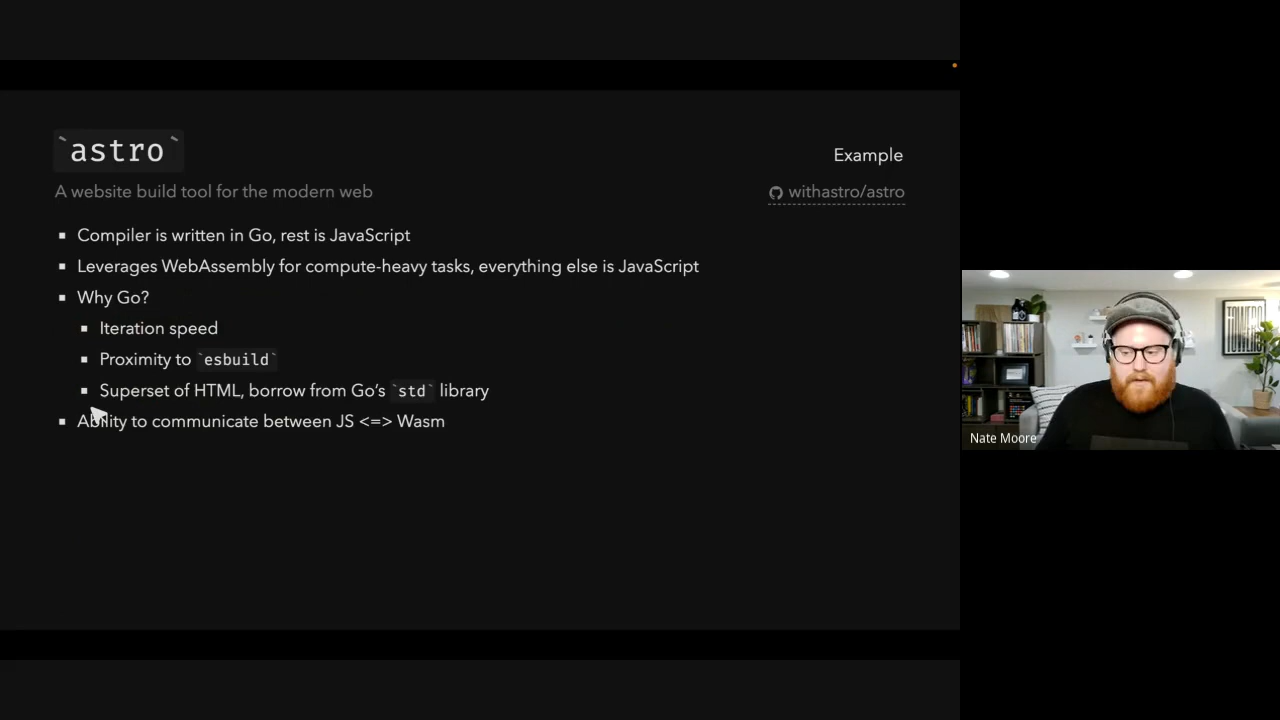 `astro`
Example
A website build tool for the modern web
withastro/astro
Compiler is written in Go, rest is JavaScript
Leverages WebAssembly for compute-heavy tasks, everything else is JavaScript
Why Go?
Iteration speed
Proximity to `esbuild`
Superset of HTML, borrow from Go’s `std` library
Ability to communicate between JS <=> Wasm
Nate Moore